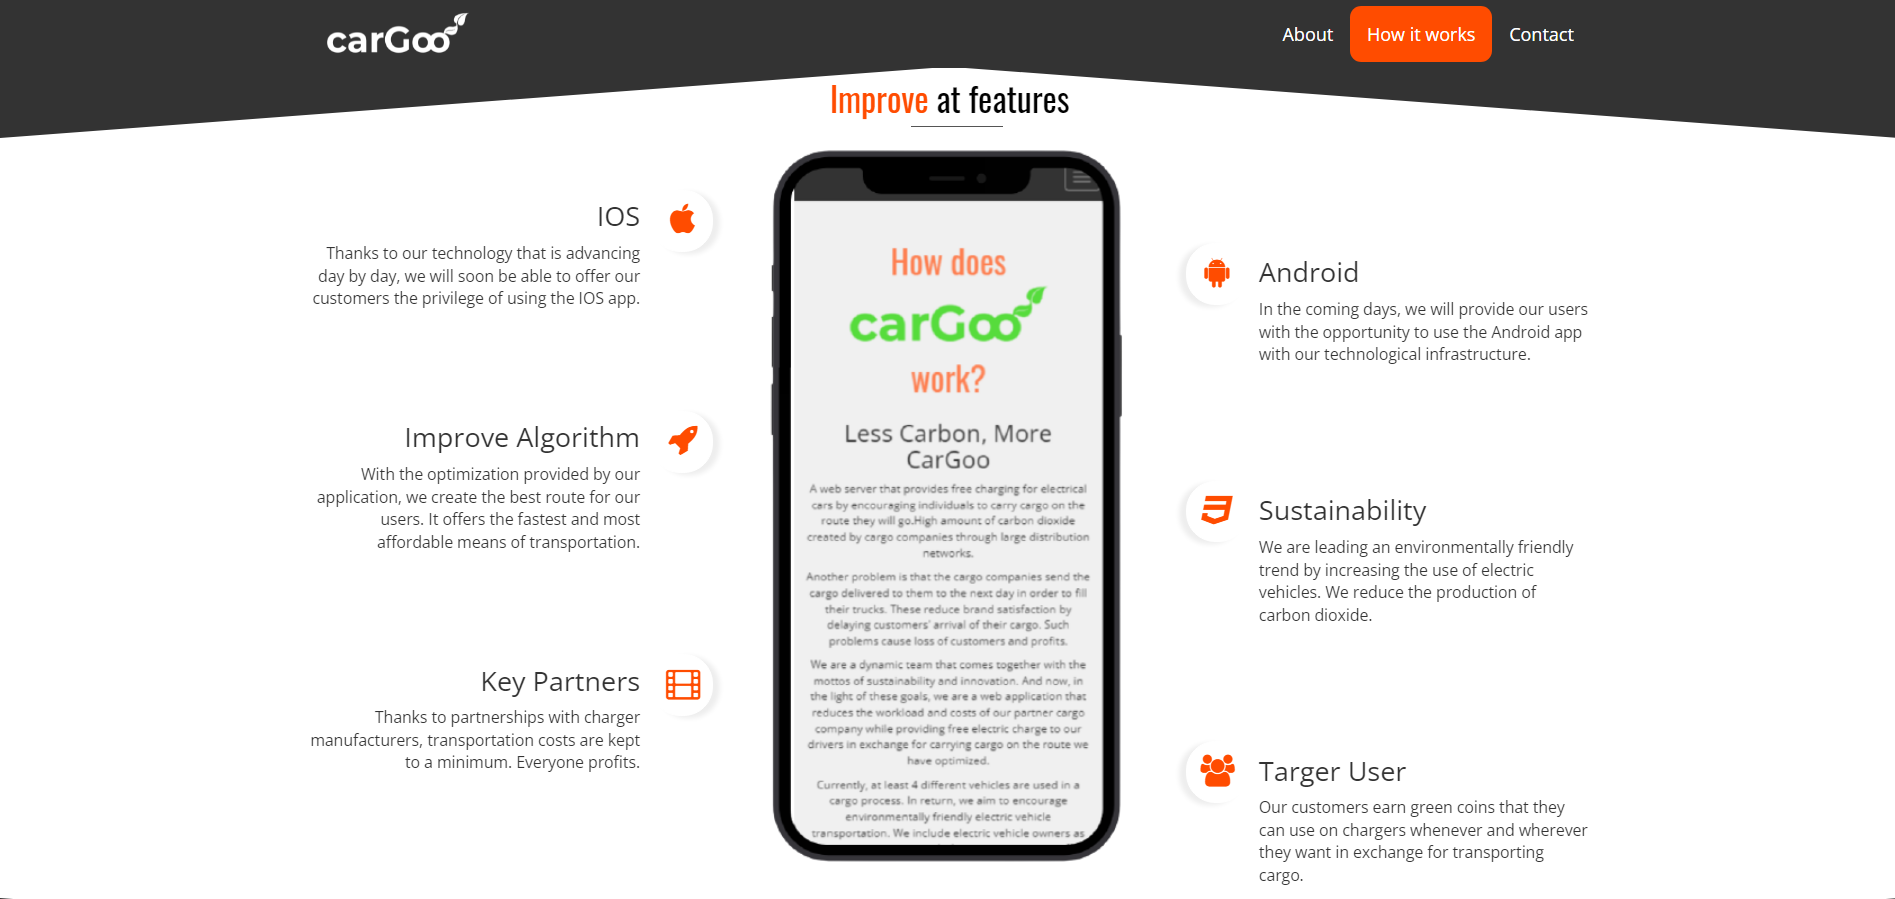 carGoo
About
How it works
Contact
Improve at features
IOS
Thanks to our technology that is advancing
day by day, we will soon be able to offer our
customers the privilege of using the IOS app.
Improve Algorithm
With the optimization provided by our
application, we create the best route for our
users. It offers the fastest and most
affordable means of transportation.
Key Partners
Thanks to partnerships with charger
manufacturers, transportation costs are kept
to a minimum. Everyone profits.
How does
carGoo
work?
Less Carbon, More
CarGoo
A web server that provides free charging for electrical
cars by encouraging individuals to carry cargo on the
route they will go.High amount of carbon dioxide
created by cargo companies through large distribution
networks.
Another problem is that the cargo companies send the
cargo delivered to them to the next day in order to fill
their trucks. These reduce brand satisfaction by
delaying customers' arrival of their cargo. Such
problems cause loss of customers and profits.
We are a dynamic team that comes together with the
mottos of sustainability and innovation. And now, in
the light of these goals, we are a web application that
reduces the workload and costs of our partner cargo
company while providing free electric charge to our
drivers in exchange for carrying cargo on the route we
have optimized.
Currently, at least 4 different vehicles are used in a
cargo process. In return, we aim to encourage
environmentally friendly electric vehicle
transportation. We include electric vehicle owners as
Android
In the coming days, we will provide our users
with the opportunity to use the Android app
with our technological infrastructure.
Sustainability
We are leading an environmentally friendly
trend by increasing the use of electric
vehicles. We reduce the production of
carbon dioxide.
Targer User
Our customers earn green coins that they
can use on chargers whenever and wherever
they want in exchange for transporting
cargo.